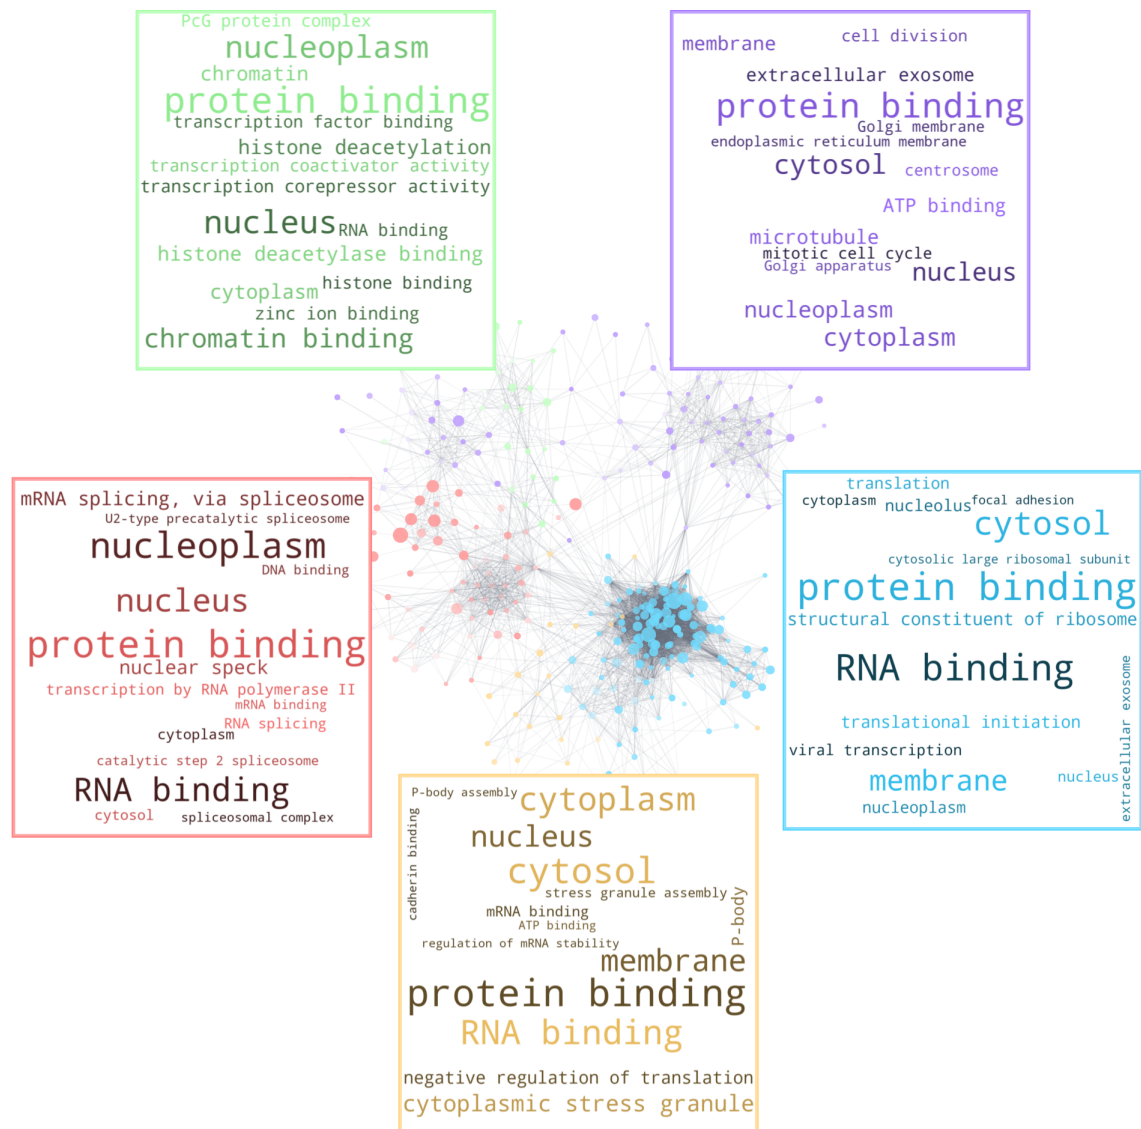 PcG protein complex
nucleoplasm
chromatin
protein binding
transcription factor binding
histone deacetylation
transcription coactivator activity
transcription corepressor activity
nucleus
RNA binding
histone deacetylase binding
histone binding
cytoplasm
zinc ion binding
chromatin binding
cell division
membrane
extracellular exosome
protein binding
Golgi membrane
endoplasmic reticulum membrane
cytosol
centrosome
ATP binding
microtubule
mitotic cell cycle
Golgi apparatus
nucleus
nucleoplasm
cytoplasm
mRNA splicing, via spliceosome
U2-type precatalytic spliceosome
nucleoplasm
DNA binding
nucleus
protein binding
nuclear speck
transcription by RNA polymerase II
mRNA binding
RNA splicing
cytoplasm
catalytic step 2 spliceosome
RNA binding
cytosol
spliceosomal complex
translation
cytoplasm
nucleolus
focal adhesion
cytosol
cytosolic large ribosomal subunit
protein binding
structural constituent of ribosome
RNA binding
extracellular exosome
translational initiation
viral transcription
membrane
nucleus
nucleoplasm
P-body assembly
cytoplasm
cadherin binding
nucleus
cytosol
stress granule assembly
P-body
mRNA binding
ATP binding
regulation of mRNA stability
membrane
protein binding
RNA binding
negative regulation of translation
cytoplasmic stress granule